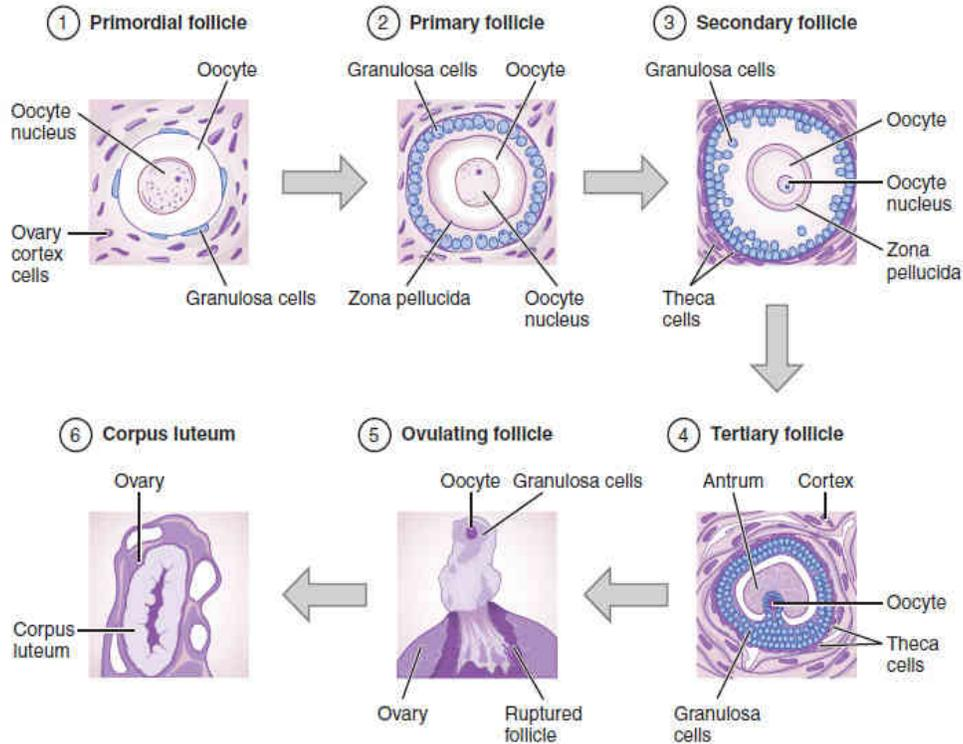 1 Primordial follicle
Oocyte
Oocyte
nucleus
Ovary
cortex
cells
Granulosa cells
2 Primary follicle
Granulosa cells
Oocyte
Zona pellucida
Oocyte
nucleus
3 Secondary follicle
Granulosa cells
Oocyte
Oocyte
nucleus
Zona
pellucida
Theca
cells
6 Corpus luteum
Ovary
Corpus
luteum
5 Ovulating follicle
Oocyte
Granulosa cells
Ovary
Ruptured
follicle
4 Tertiary follicle
Antrum
Cortex
Oocyte
Theca
cells
Granulosa
cells